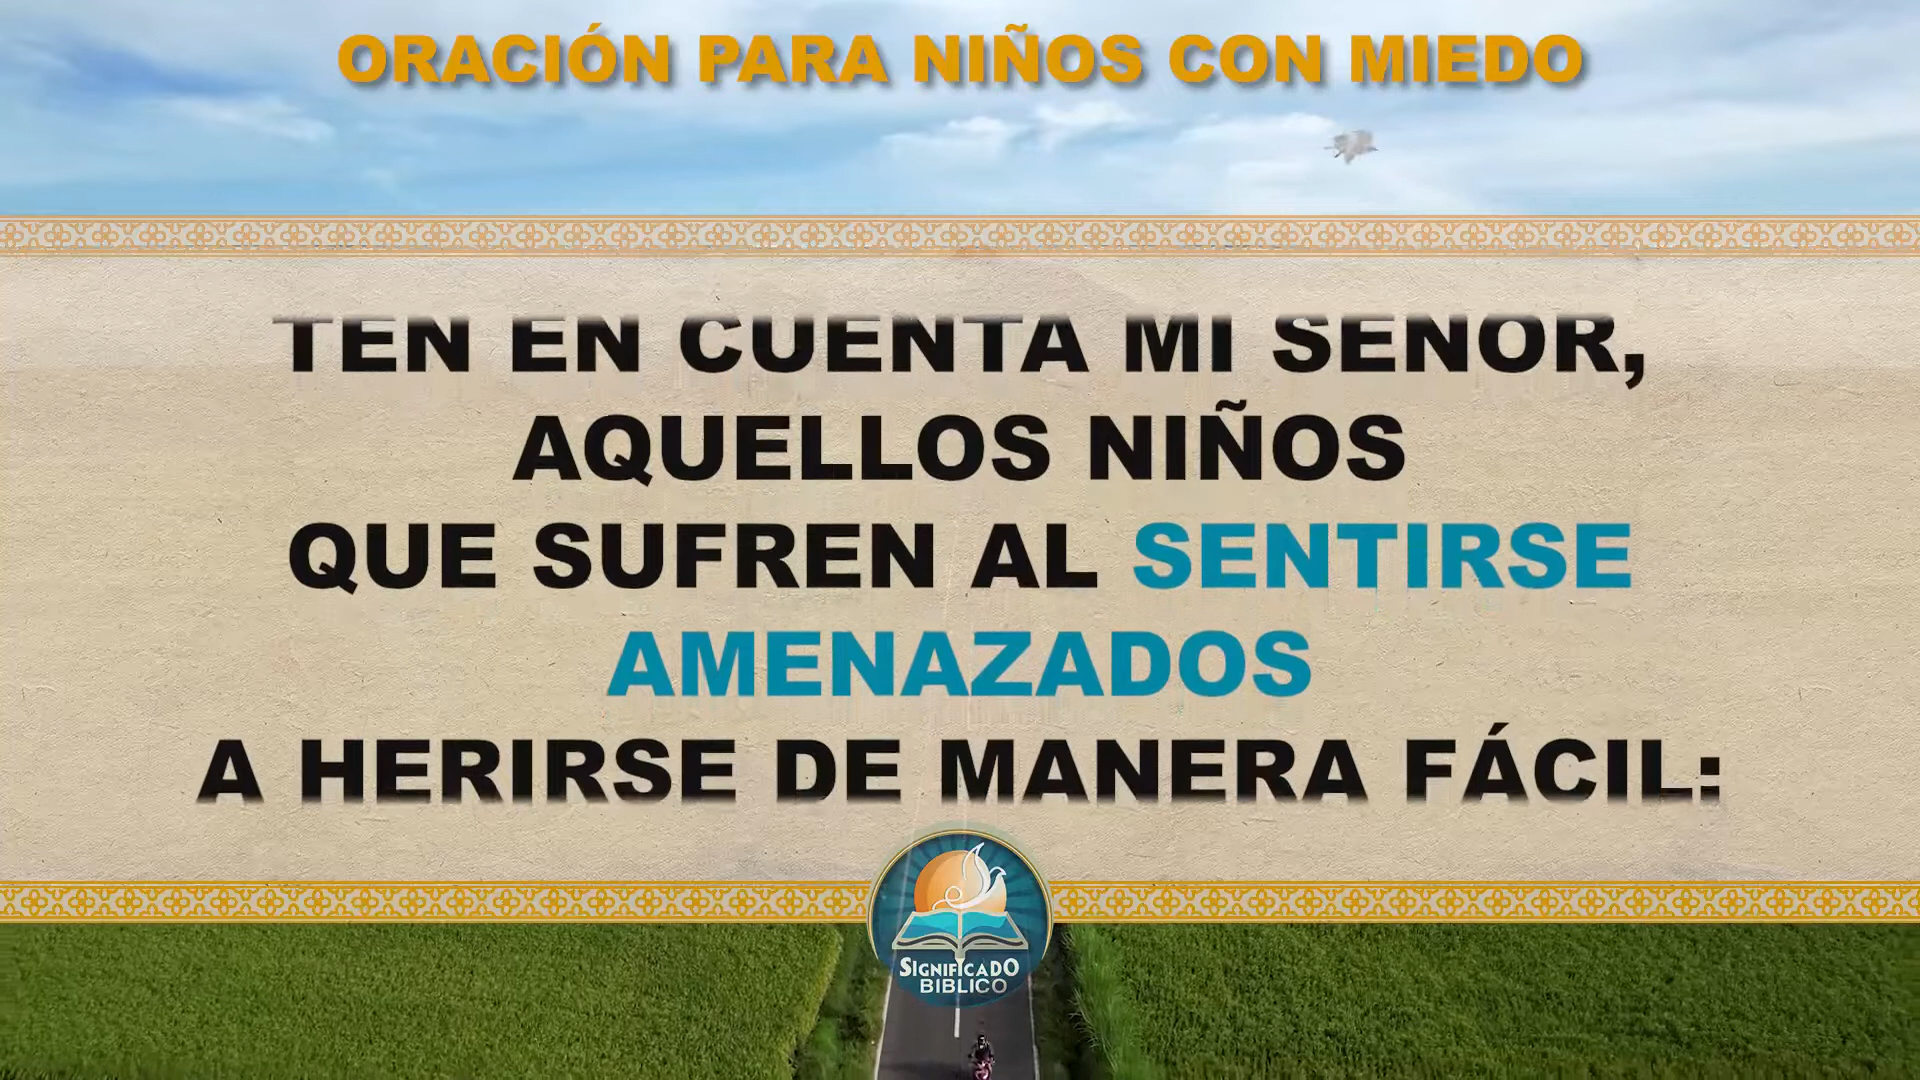 ORACIÓN PARA NIÑOS CON MIEDO
TEN EN CUENTA MI SEÑOR,
AQUELLOS NIÑOS
QUE SUFREN AL SENTIRSE
AMENAZADOS
A HERIRSE DE MANERA FÁCIL:
SIGNIFICADO
BIBLICO